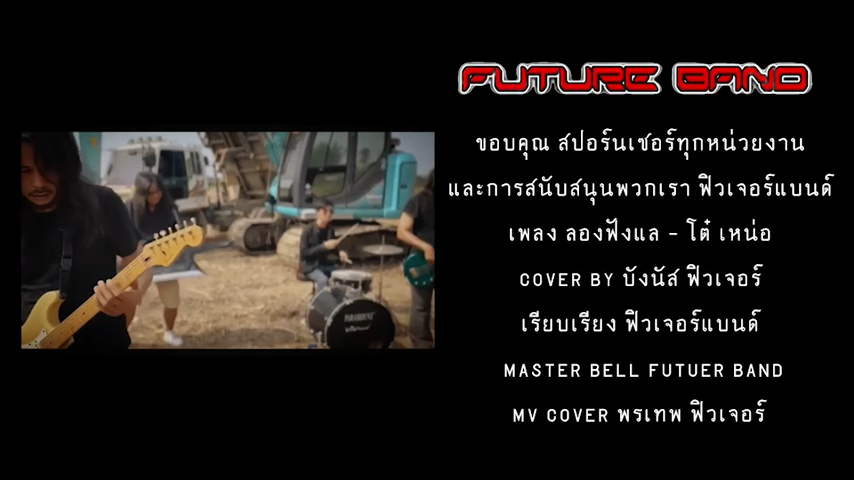 FUTURE BAND
ขอบคุณ สปอร์นเซอร์ทุกหน่วยงาน
และการสนับสนุนพวกเรา ฟิวเจอร์แบนด์
เพลง ลองฟังแล - โต๋ เหน่อ
COVER BY บังนัส ฟิวเจอร์
เรียบเรียง ฟิวเจอร์แบนด์
MASTER BELL FUTUER BAND
MV COVER พรเทพ ฟิวเจอร์